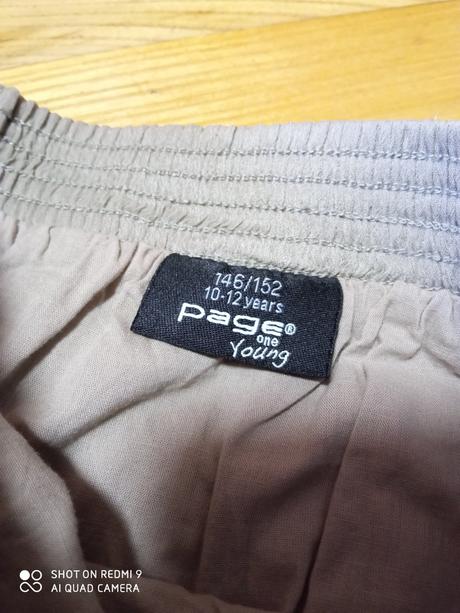 146/152
10-12 years
page®
one
Young
SHOT ON REDMI 9
AI QUAD CAMERA